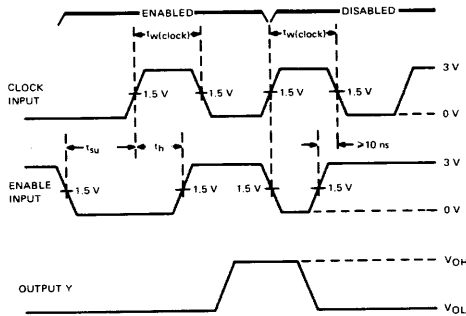 ENABLED
DISABLED
tw(clock)
tw(clock)
CLOCK
INPUT
1.5 V
1.5 V
1.5 V
1.5 V
3 V
0 V
tsu
th
≥10 ns
ENABLE
INPUT
1.5 V
1.5 V
1.5 V
1.5 V
3 V
0 V
OUTPUT Y
VOH
VOL